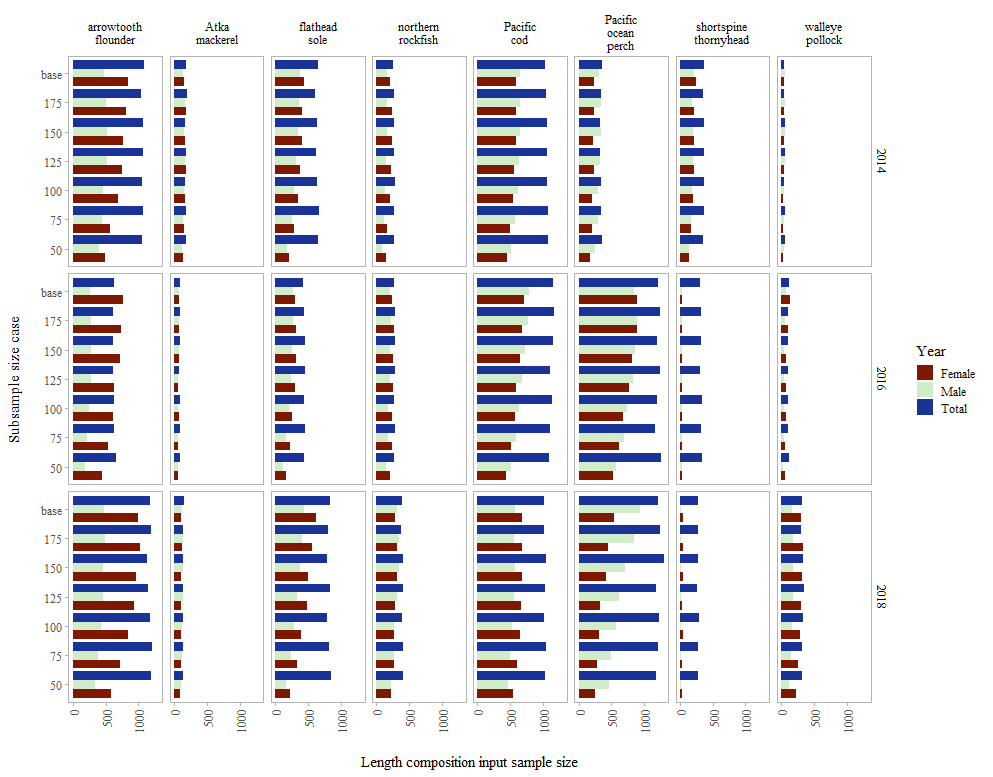 arrowtooth flounder
Atka mackerel
flathead sole
northern rockfish
Pacific cod
Pacific ocean perch
shortspine thornyhead
walleye pollock
Subsample size case
base
175
150
125
100
75
50
2014
base
175
150
125
100
75
50
2016
base
175
150
125
100
75
50
2018
0 500 1000
0 500 1000
0 500 1000
0 500 1000
0 500 1000
0 500 1000
0 500 1000
0 500 1000
Length composition input sample size
Year
Female
Male
Total